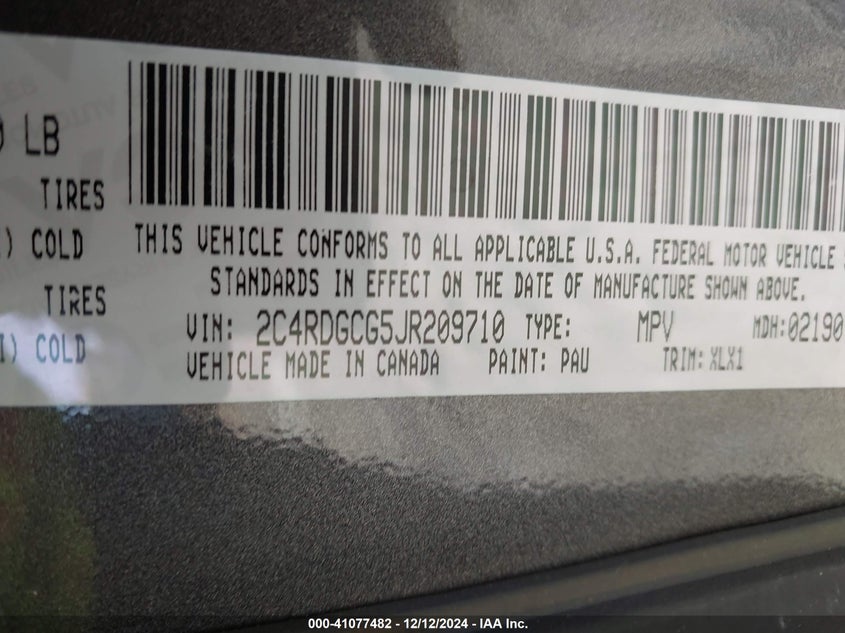 LB
TIRES
COLD
TIRES
COLD
THIS VEHICLE CONFORMS TO ALL APPLICABLE U.S.A. FEDERAL MOTOR VEHICLE
STANDARDS IN EFFECT ON THE DATE OF MANUFACTURE SHOWN ABOVE.
VIN: 2C4RDGCG5JR209710 TYPE: MPV MDH:02190
VEHICLE MADE IN CANADA PAINT: PAU TRIM: XLX1
000-41077482 - 12/12/2024 - IAA Inc.